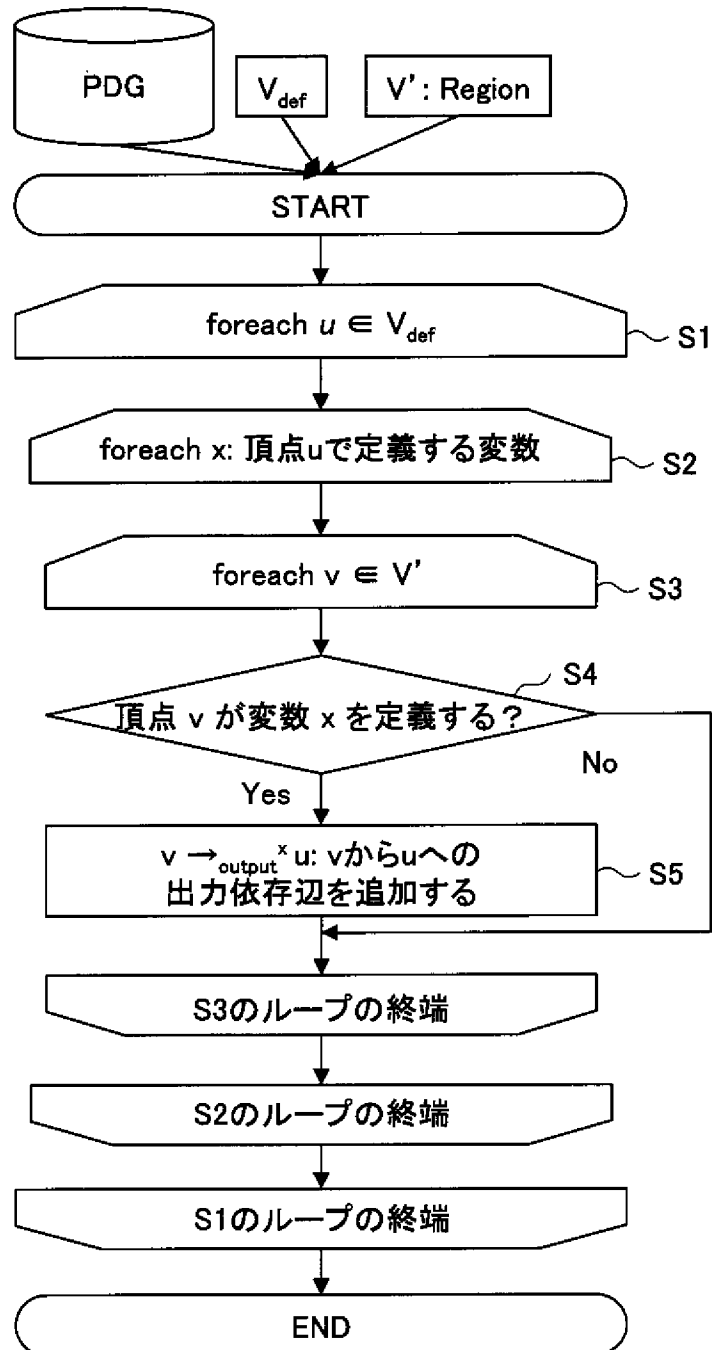 PDG
V_def
V': Region
START
foreach u ∈ V_def
S1
foreach x: 頂点uで定義する変数
S2
foreach v ∈ V'
S3
S4
頂点 v が変数 x を定義する?
No
Yes
v →_output^x u: vからuへの
出力依存辺を追加する
S5
S3のループの終端
S2のループの終端
S1のループの終端
END